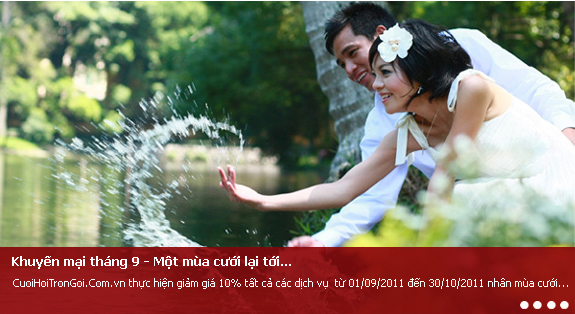 Khuyến mại tháng 9 - Một mùa cưới lại tới...
CuoiHoiTronGoi.Com.vn thực hiện giảm giá 10% tất cả các dịch vụ từ 01/09/2011 đến 30/10/2011 nhân mùa cưới...